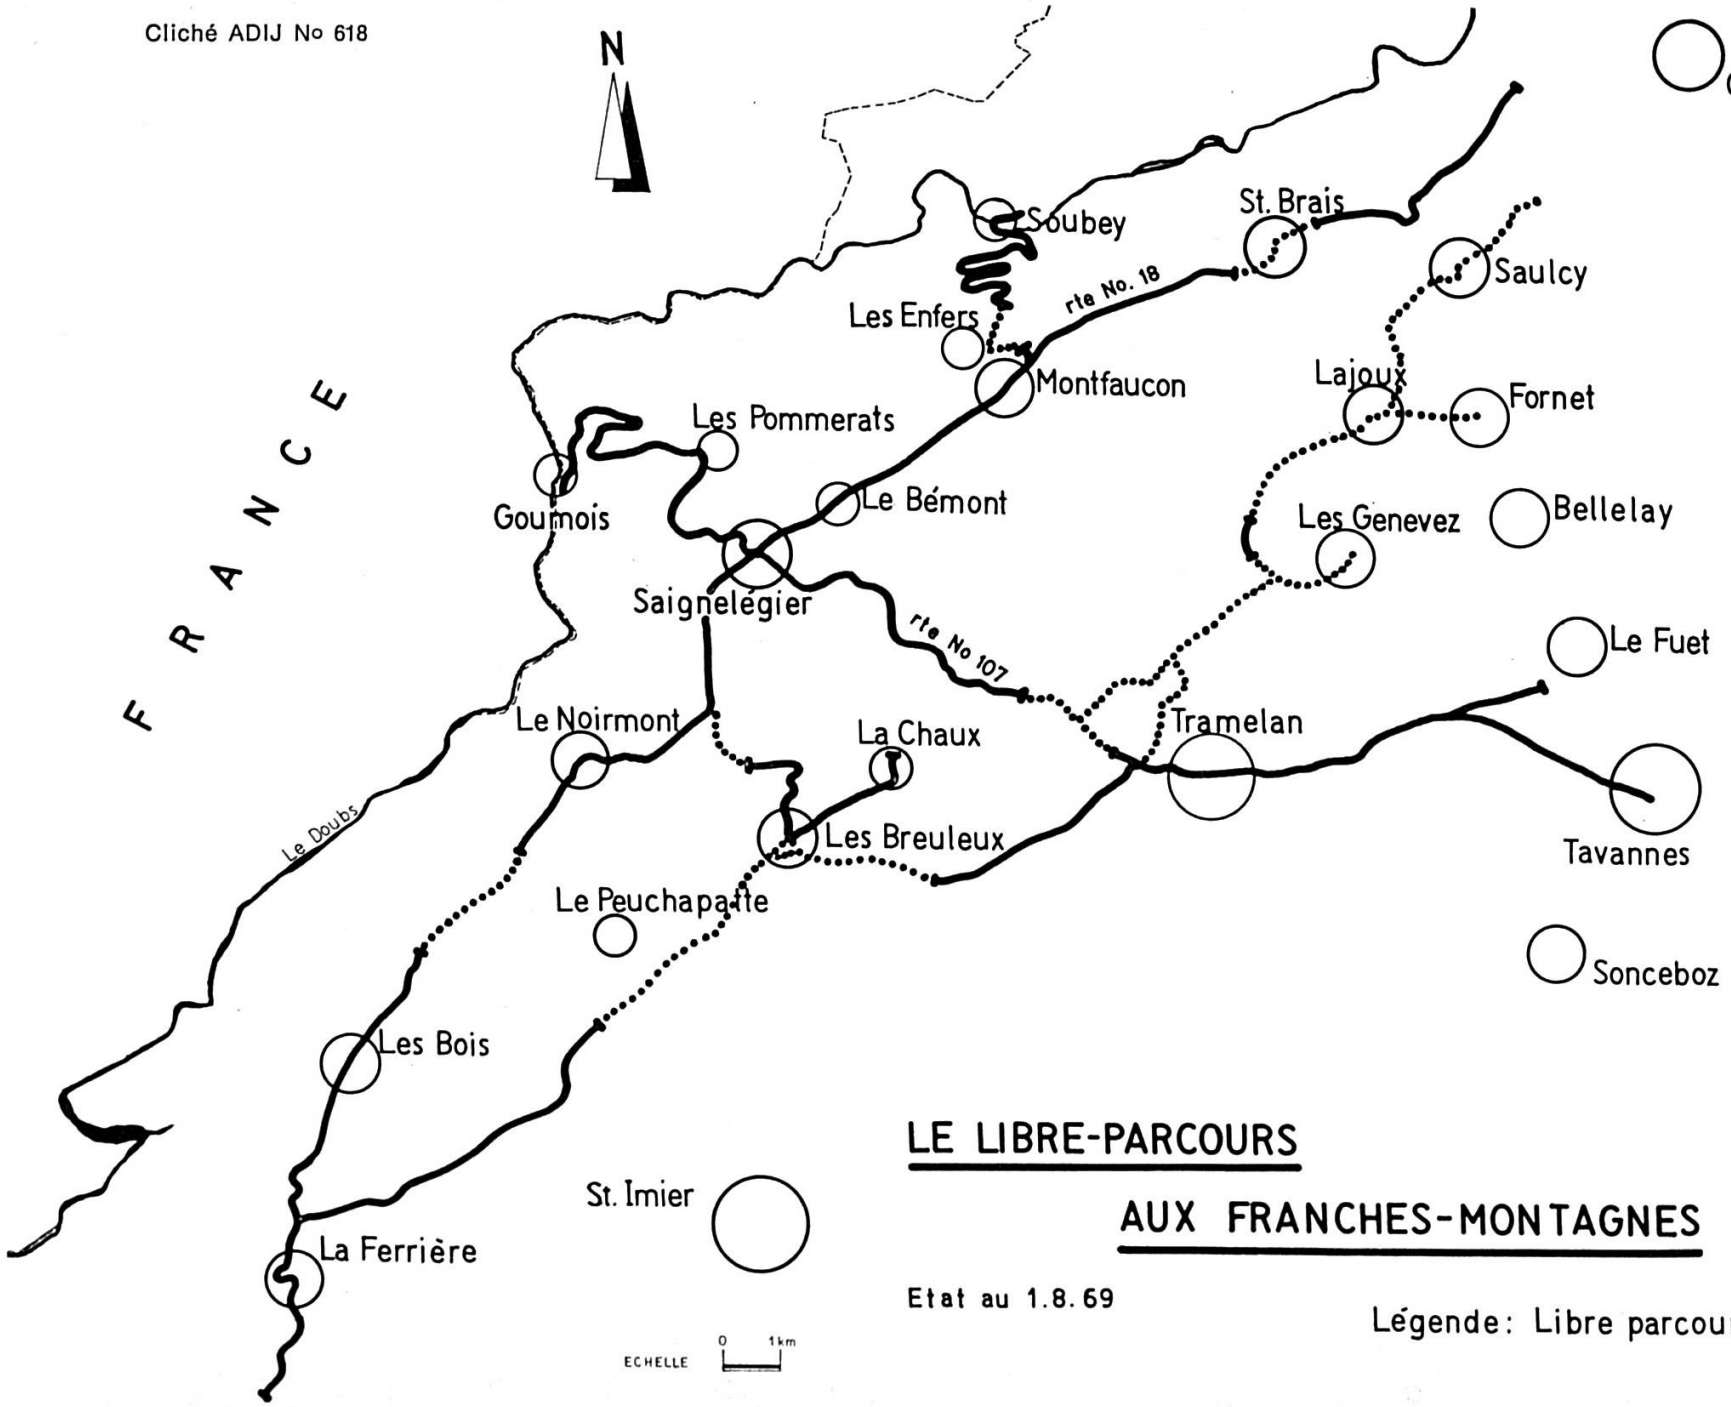 Cliché ADIJ No 618
N
Soubey
St. Brais
Saulcy
rte No. 18
Les Enfers
Montfaucon
Lajoux
Fornet
FRANCE
Les Pommerats
Goumois
Le Bémont
Les Genevez
Bellelay
Saignelégier
rte No 107
Le Fuet
Le Noirmont
La Chaux
Tramelan
Le Doubs
Les Breuleux
Tavannes
Le Peuchapatte
Sonceboz
Les Bois
LE LIBRE-PARCOURS
AUX FRANCHES-MONTAGNES
St. Imier
La Ferrière
Etat au 1.8.69
Légende: Libre parcou
ECHELLE 0 1km